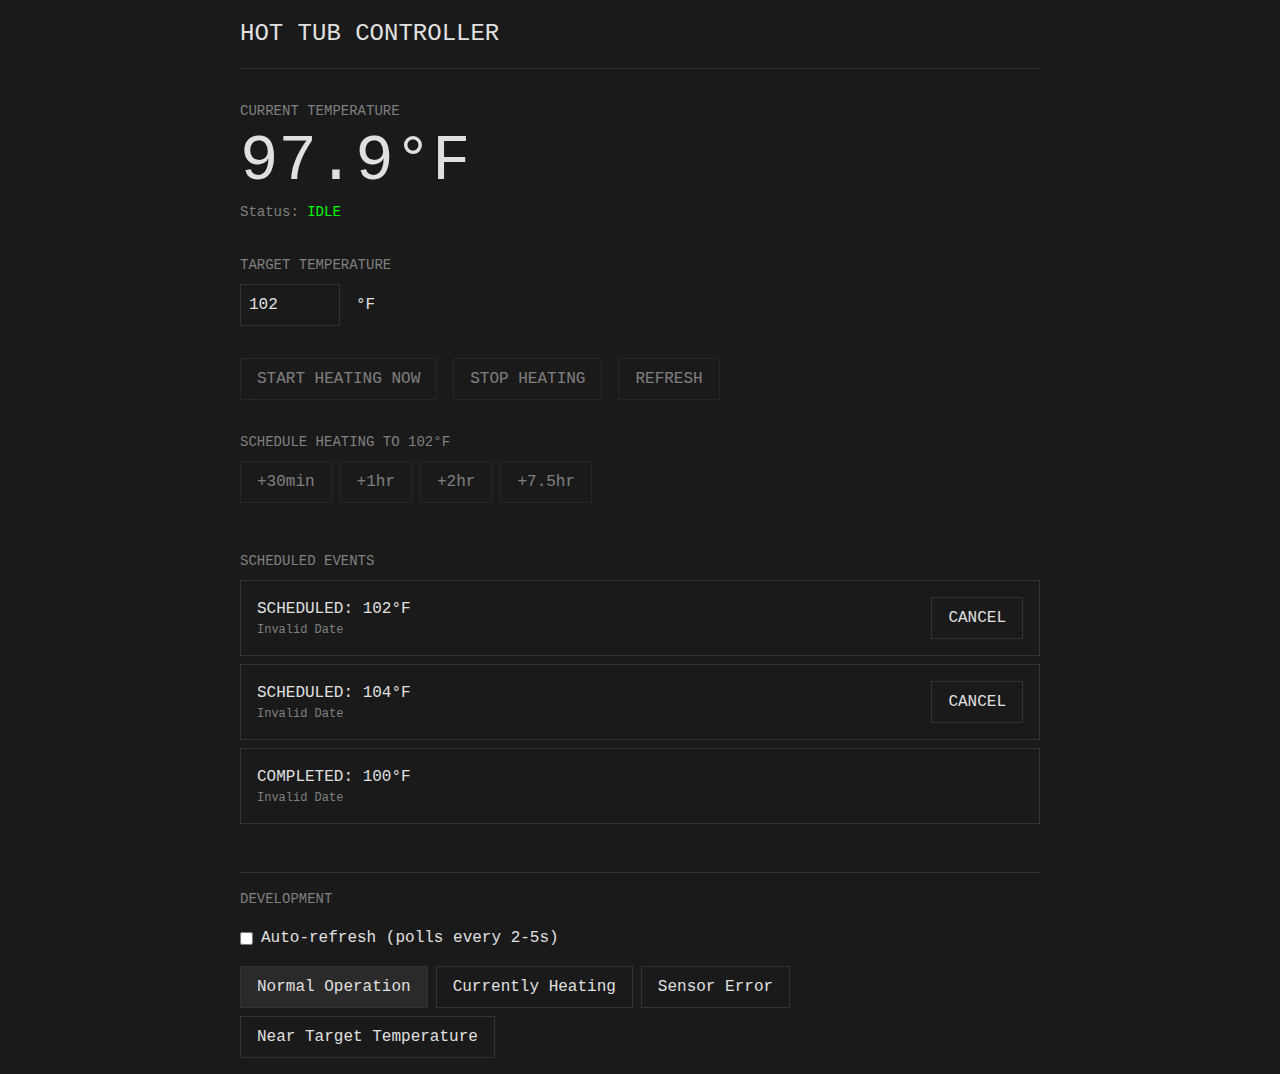 HOT TUB CONTROLLER
CURRENT TEMPERATURE
97.9°F
Status: IDLE
TARGET TEMPERATURE
102 °F
START HEATING NOW STOP HEATING REFRESH
SCHEDULE HEATING TO 102°F
+30min +1hr +2hr +7.5hr
SCHEDULED EVENTS
SCHEDULED: 102°F
Invalid Date
CANCEL
SCHEDULED: 104°F
Invalid Date
CANCEL
COMPLETED: 100°F
Invalid Date
DEVELOPMENT
Auto-refresh (polls every 2-5s)
Normal Operation Currently Heating Sensor Error
Near Target Temperature